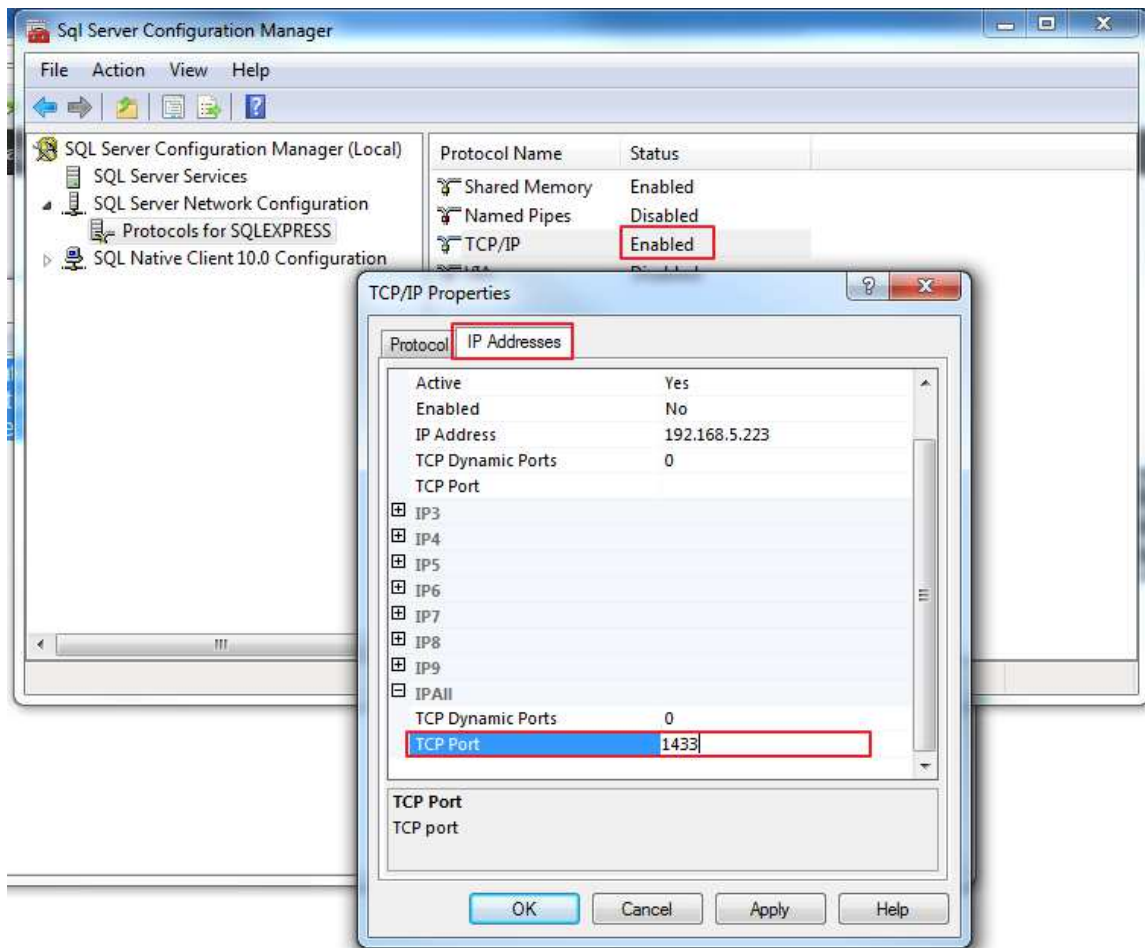 Sql Server Configuration Manager
File Action View Help
SQL Server Configuration Manager (Local)
SQL Server Services
SQL Server Network Configuration
Protocols for SQLEXPRESS
SQL Native Client 10.0 Configuration
Protocol Name Status
Shared Memory Enabled
Named Pipes Disabled
TCP/IP Enabled
TCP/IP Properties
Protocol IP Addresses
Active Yes
Enabled No
IP Address 192.168.5.223
TCP Dynamic Ports 0
TCP Port
IP3
IP4
IP5
IP6
IP7
IP8
IP9
IPAll
TCP Dynamic Ports 0
TCP Port 1433
TCP Port
TCP port
OK Cancel Apply Help